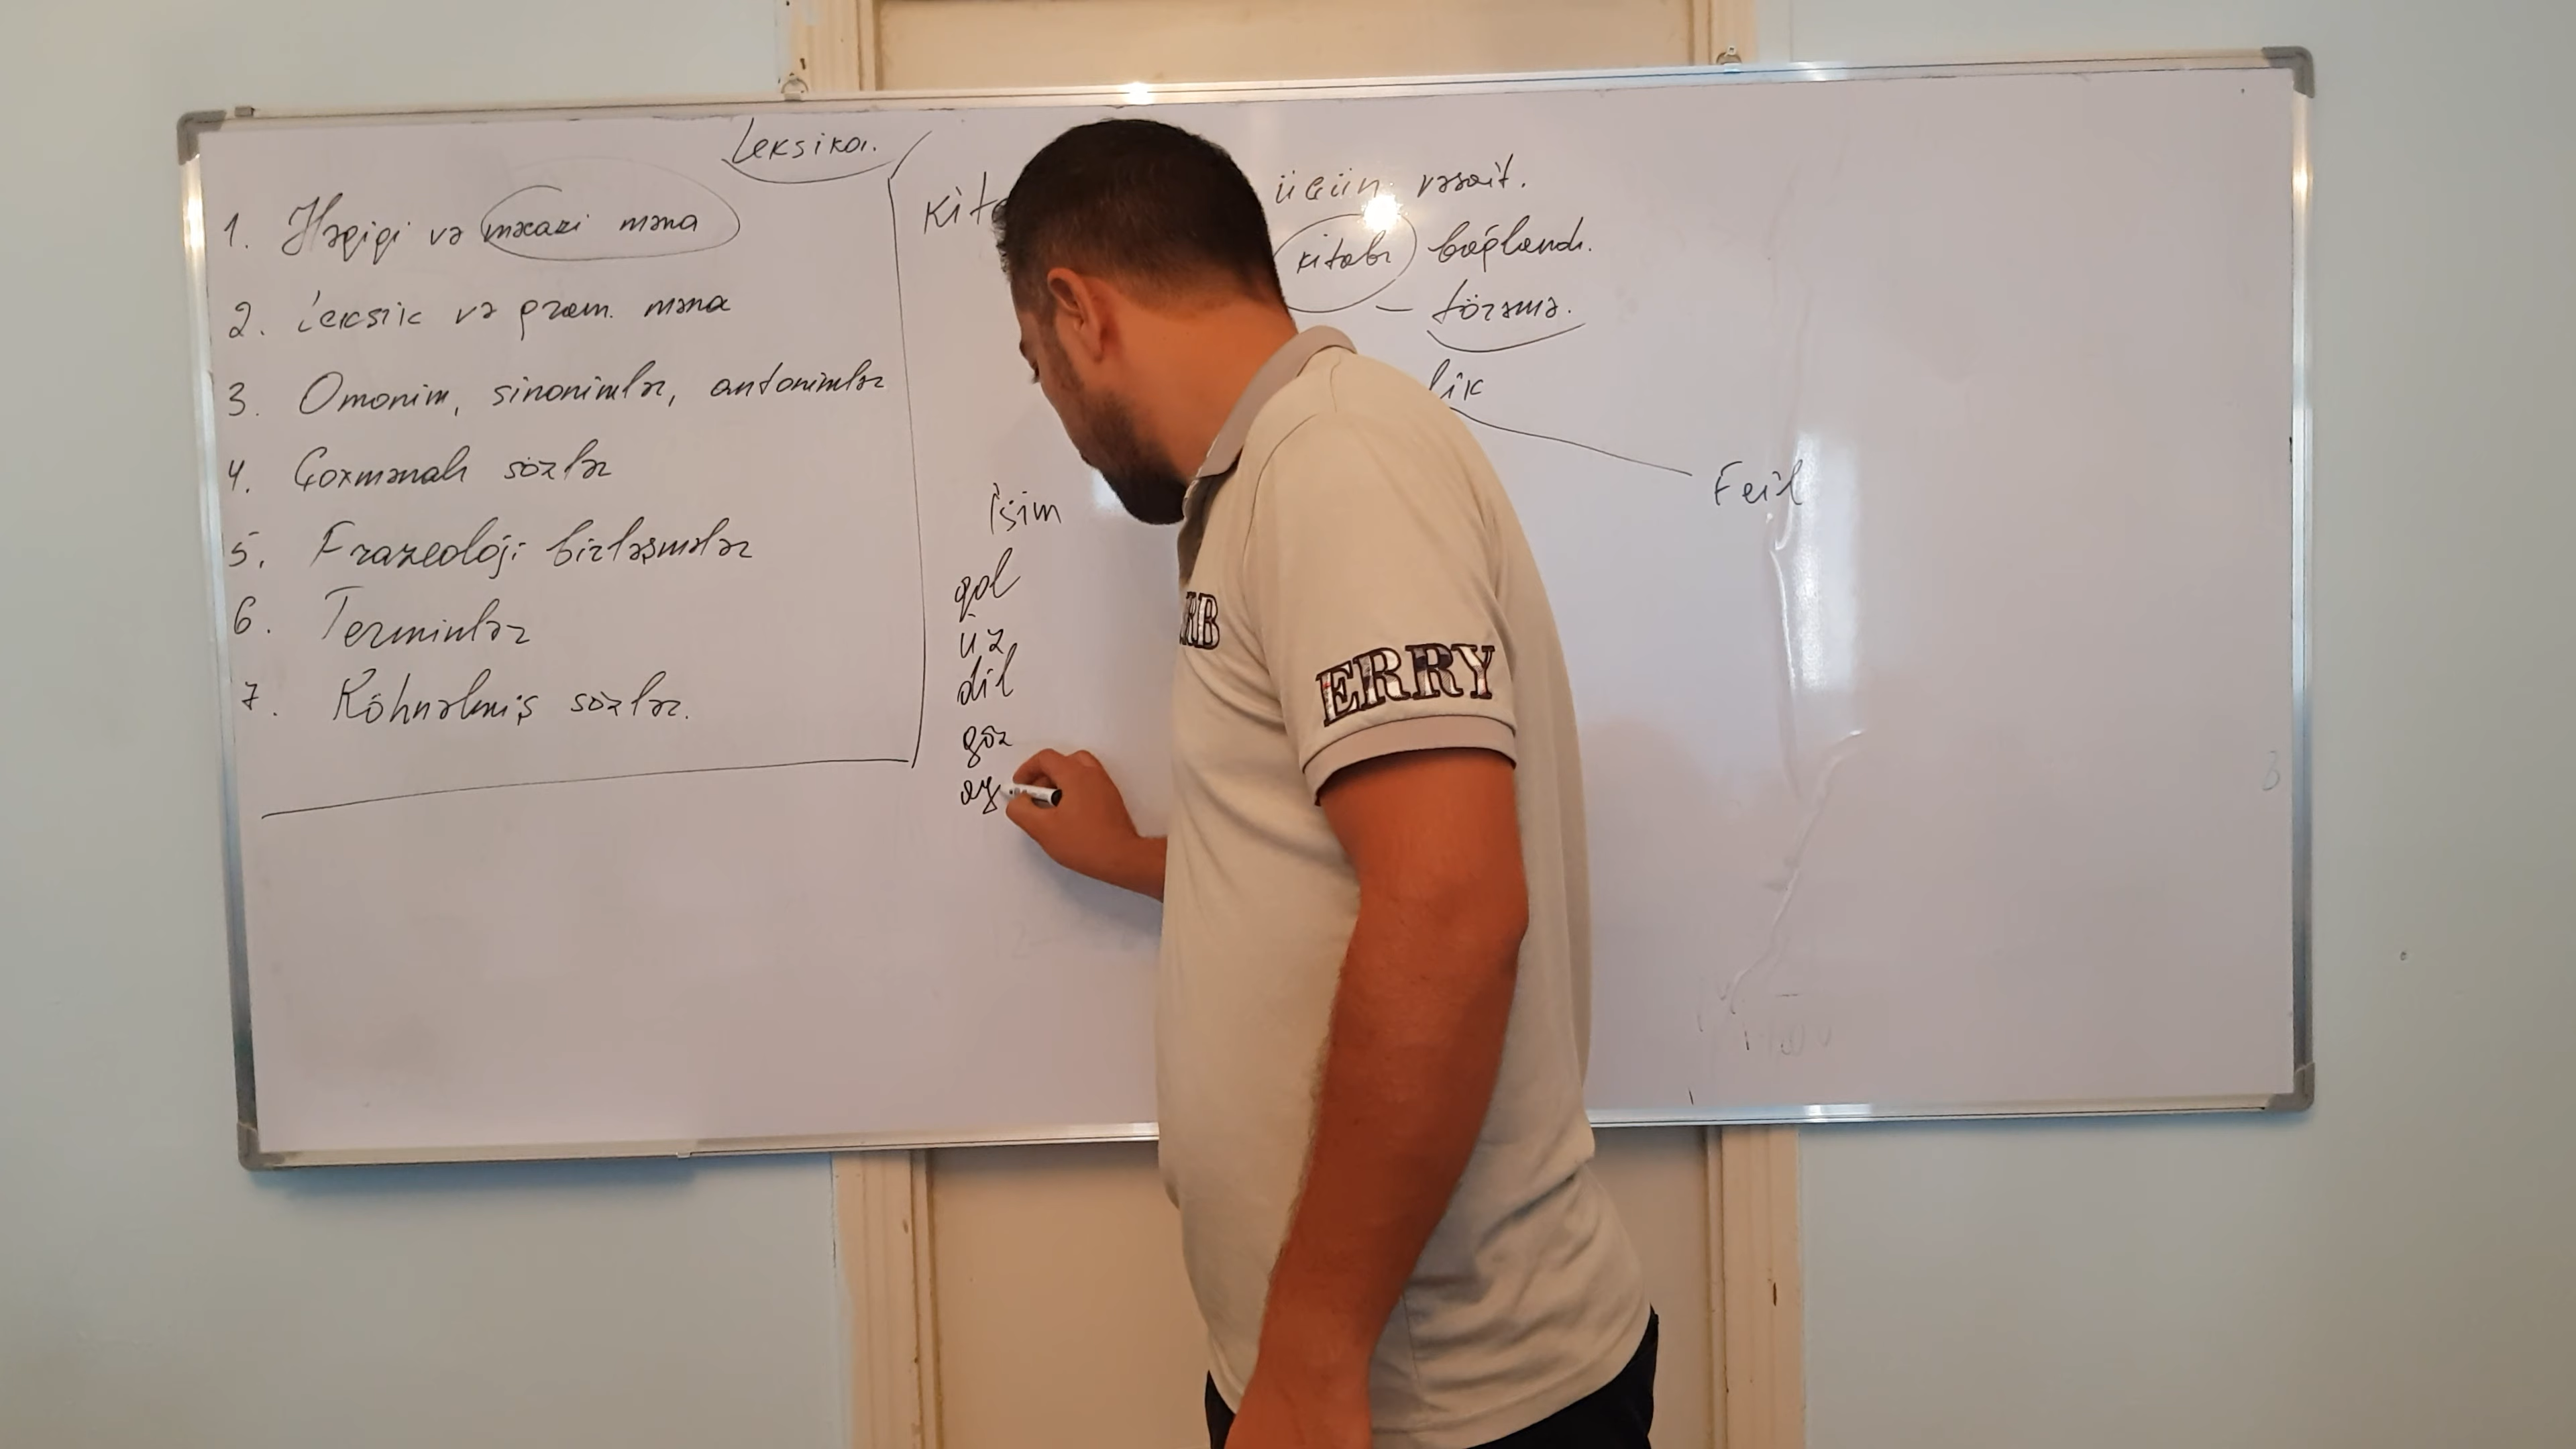 Leksika.
1. Həqiqi və məcazi məna
2. Leksik və qram. məna
3. Omonim, sinonimlər, antonimlər
4. Çoxmənalı sözlər
5. Frazeoloji birləşmələr
6. Terminlər
7. Köhnəlmiş sözlər.
üçün vəsait.
kitabı bağlandı.
– törəmə.
lik
İsim
Feil
qol
üz
dil
göz
ay
ERRY